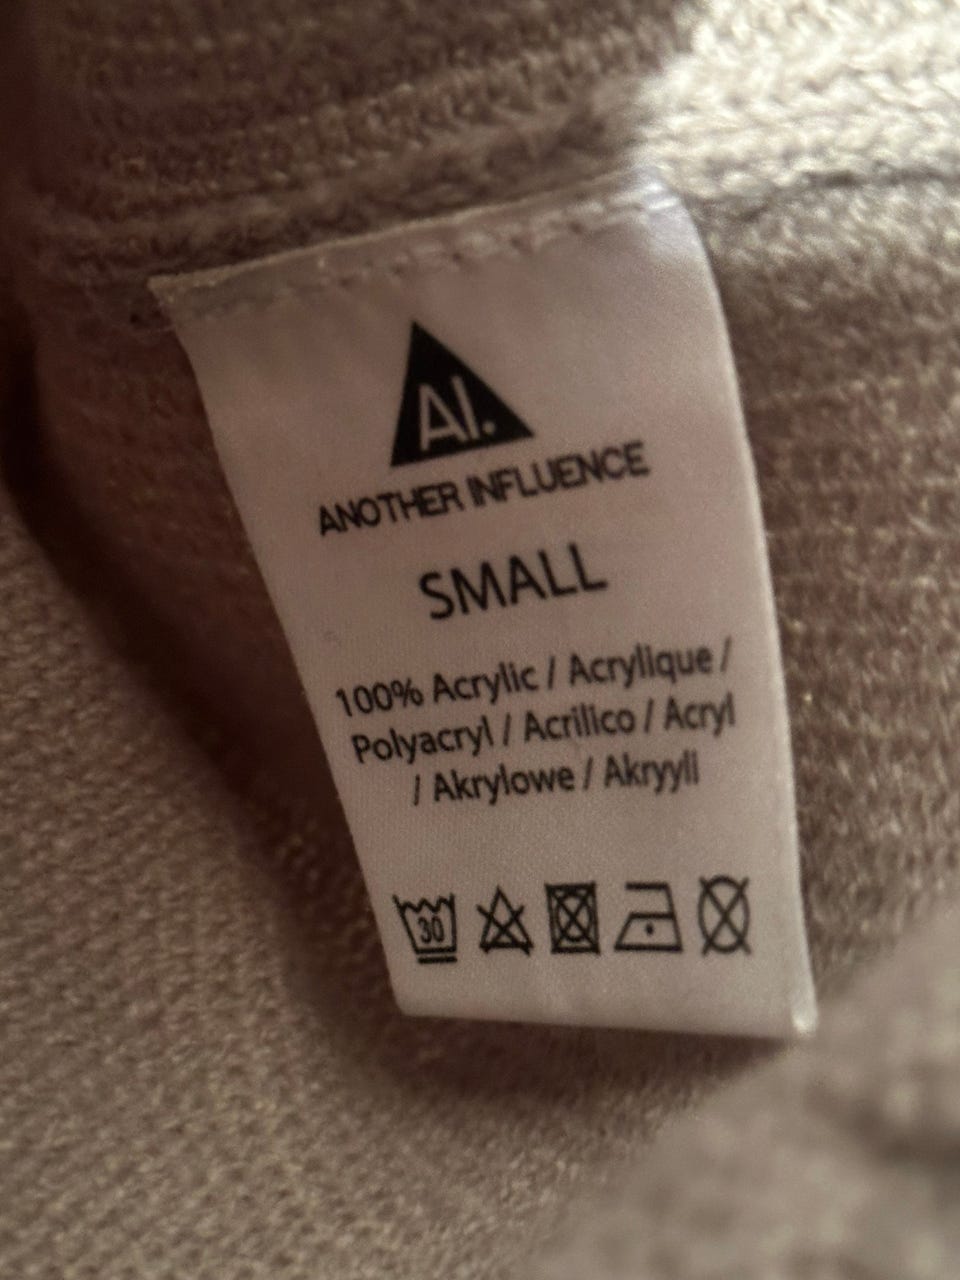 AI.
ANOTHER INFLUENCE
SMALL
100% Acrylic / Acrylique /
Polyacryl / Acrilico / Acryl
/ Akrylowe / Akryyli
30